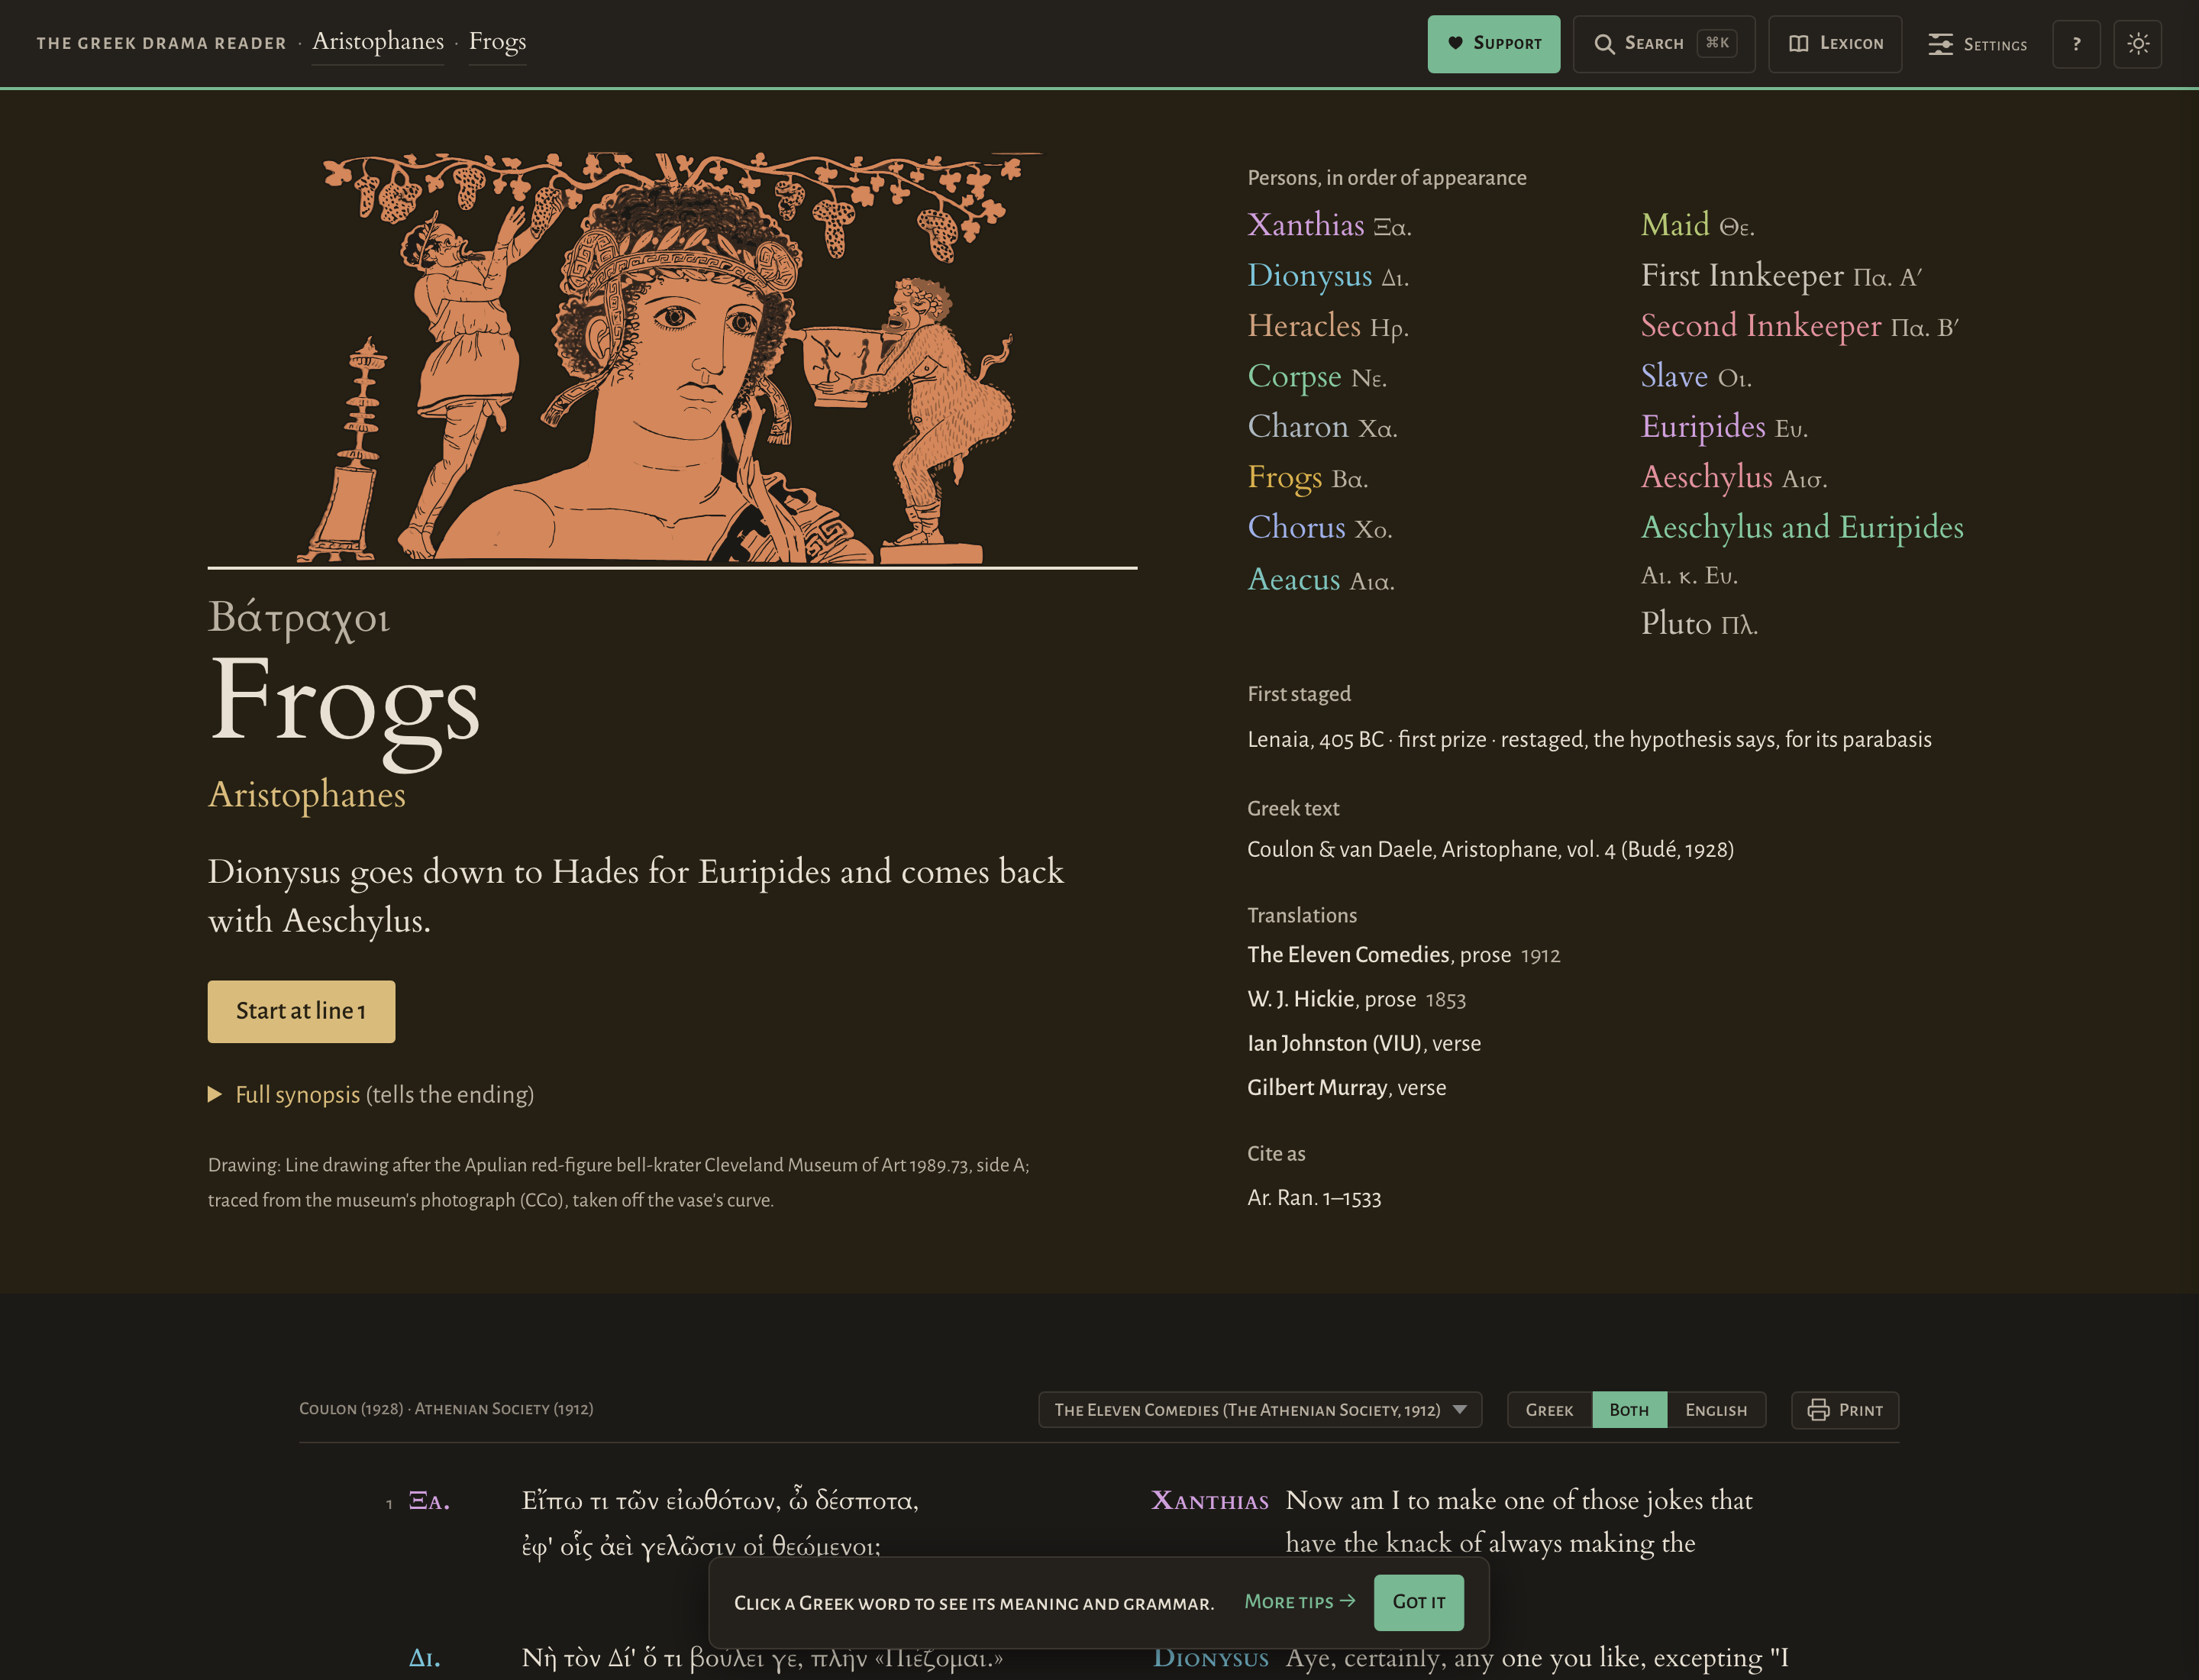 THE GREEK DRAMA READER · Aristophanes · Frogs
Support
Search ⌘K
Lexicon
Settings
?
Βάτραχοι
Frogs
Aristophanes
Dionysus goes down to Hades for Euripides and comes back
with Aeschylus.
Start at line 1
Full synopsis (tells the ending)
Drawing: Line drawing after the Apulian red-figure bell-krater Cleveland Museum of Art 1989.73, side A;
traced from the museum's photograph (CC0), taken off the vase's curve.
Persons, in order of appearance
Xanthias Ξα.
Dionysus Δι.
Heracles Ηρ.
Corpse Νε.
Charon Χα.
Frogs Βα.
Chorus Χο.
Aeacus Αια.
Maid Θε.
First Innkeeper Πα. Α′
Second Innkeeper Πα. Β′
Slave Οι.
Euripides Ευ.
Aeschylus Αισ.
Aeschylus and Euripides
Αι. κ. Ευ.
Pluto Πλ.
First staged
Lenaia, 405 BC · first prize · restaged, the hypothesis says, for its parabasis
Greek text
Coulon & van Daele, Aristophane, vol. 4 (Budé, 1928)
Translations
The Eleven Comedies, prose 1912
W. J. Hickie, prose 1853
Ian Johnston (VIU), verse
Gilbert Murray, verse
Cite as
Ar. Ran. 1–1533
Coulon (1928) · Athenian Society (1912)
The Eleven Comedies (The Athenian Society, 1912)
Greek Both English
Print
1 Ξα. Εἴπω τι τῶν εἰωθότων, ὦ δέσποτα,
ἐφ' οἷς ἀεὶ γελῶσιν οἱ θεώμενοι;
Xanthias Now am I to make one of those jokes that
have the knack of always making the
Click a Greek word to see its meaning and grammar. More tips → Got it
Δι. Νὴ τὸν Δί' ὅ τι βούλει γε, πλὴν «Πιέζομαι.»
Dionysus Aye, certainly, any one you like, excepting "I